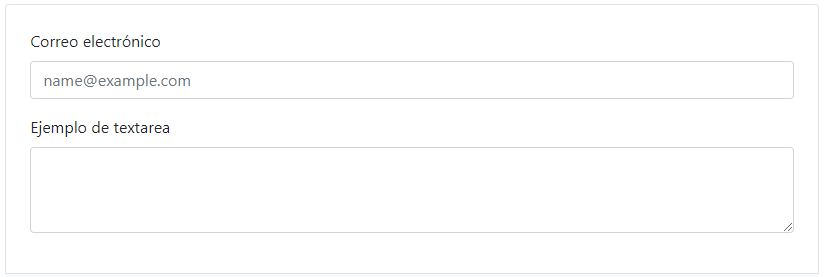 Correo electrónico
name@example.com
Ejemplo de textarea